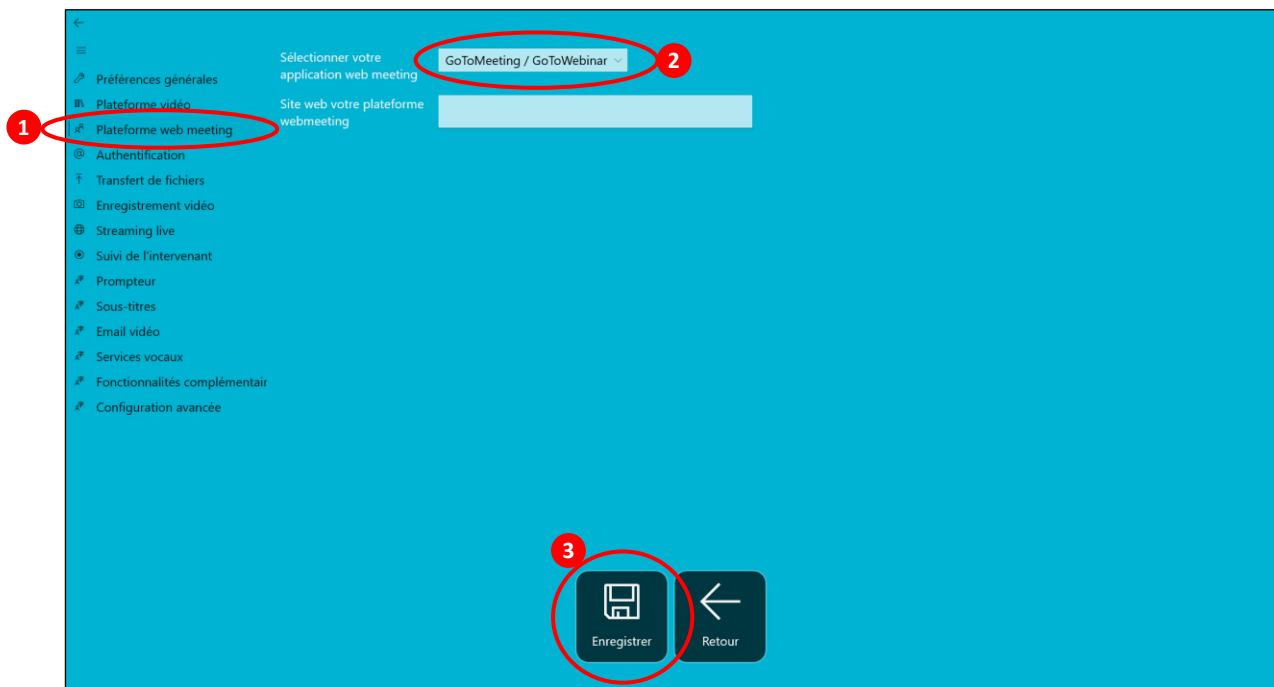 Sélectionner votre
application web meeting
GoToMeeting / GoToWebinar
2
Préférences générales
Plateforme vidéo
Site web votre plateforme
webmeeting
1
Plateforme web meeting
Authentification
Transfert de fichiers
Enregistrement vidéo
Streaming live
Suivi de l'intervenant
Prompteur
Sous-titres
Email vidéo
Services vocaux
Fonctionnalités complémentair
Configuration avancée
3
Enregistrer
Retour